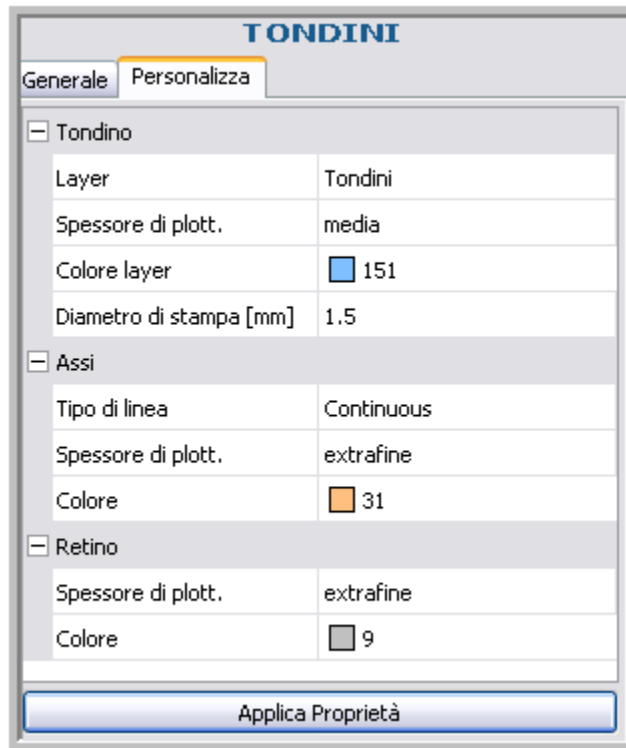 TONDINI
Generale Personalizza
Tondino
Layer Tondini
Spessore di plott. media
Colore layer 151
Diametro di stampa [mm] 1.5
Assi
Tipo di linea Continuous
Spessore di plott. extrafine
Colore 31
Retino
Spessore di plott. extrafine
Colore 9
Applica Proprietà